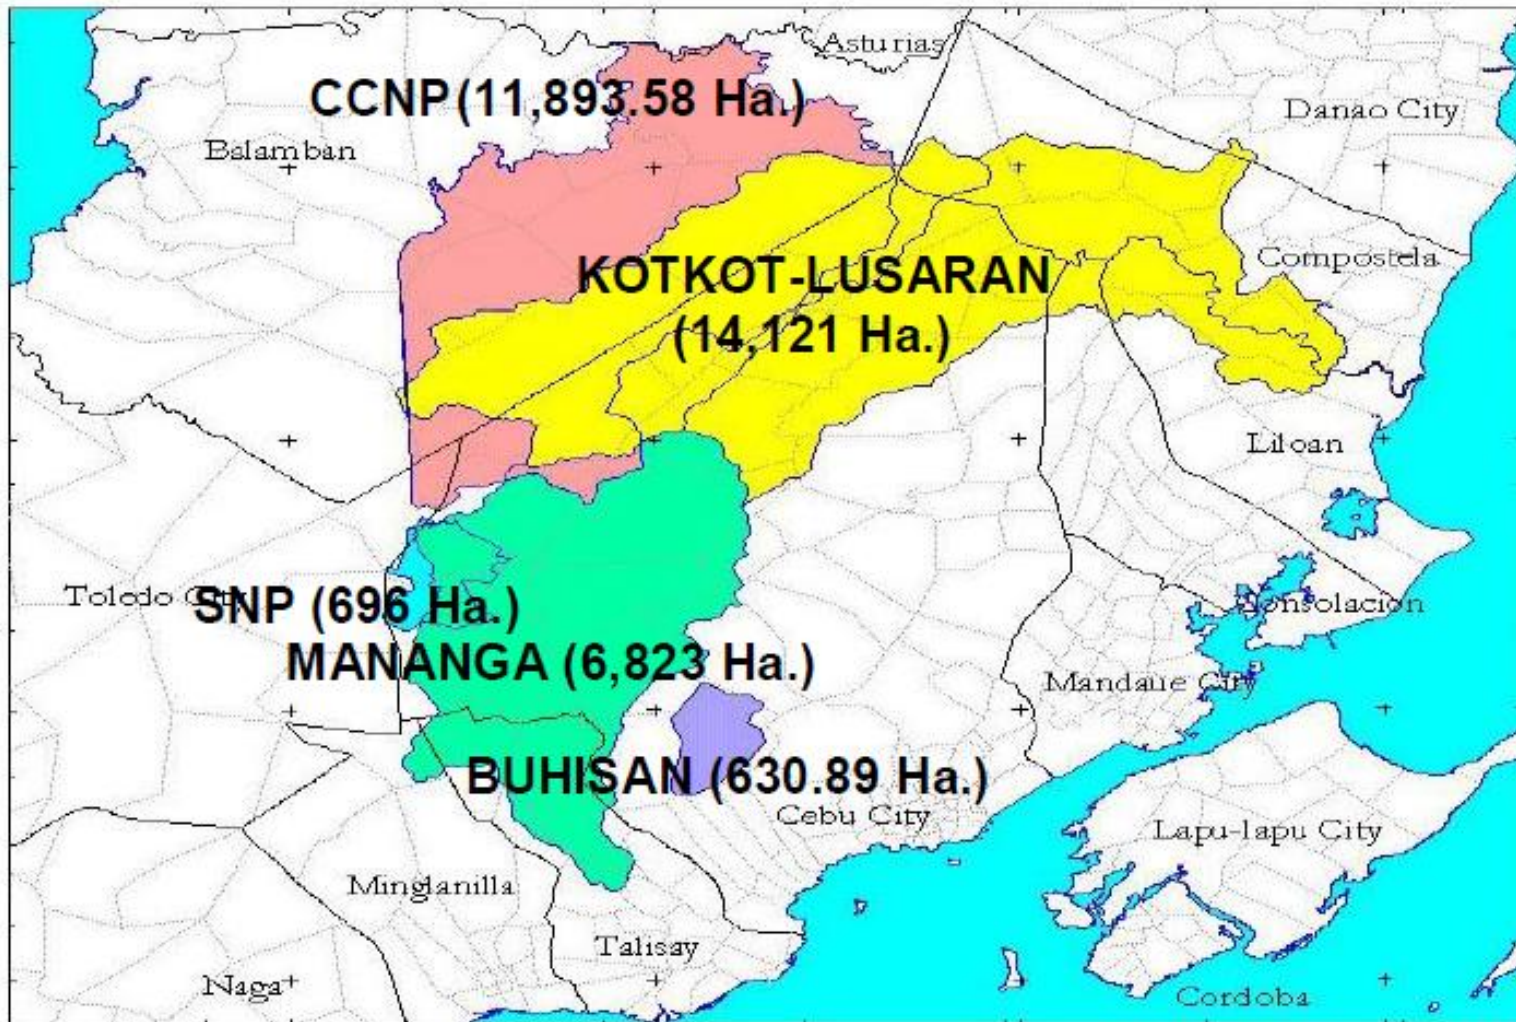 Asturias
CCNP(11,893.58 Ha.)
Danao City
Balamban
Compostela
KOTKOT-LUSARAN
(14,121 Ha.)
Liloan
Toledo
SNP (696 Ha.)
Consolacion
MANANGA (6,823 Ha.)
Mandaue City
BUHISAN (630.89 Ha.)
Cebu City
Lapu-lapu City
Minglanilla
Talisay
Naga
Cordoba